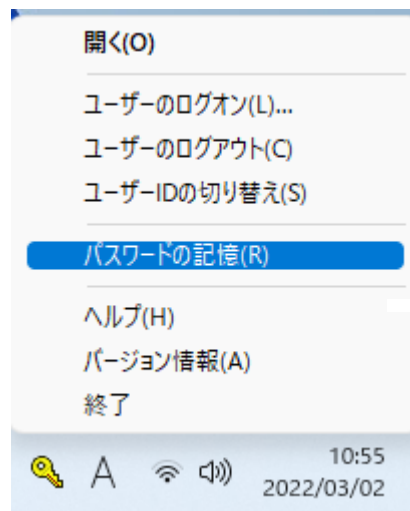 開く(O)
ユーザーのログオン(L)...
ユーザーのログアウト(C)
ユーザーIDの切り替え(S)
パスワードの記憶(R)
ヘルプ(H)
バージョン情報(A)
終了
A
10:55
2022/03/02